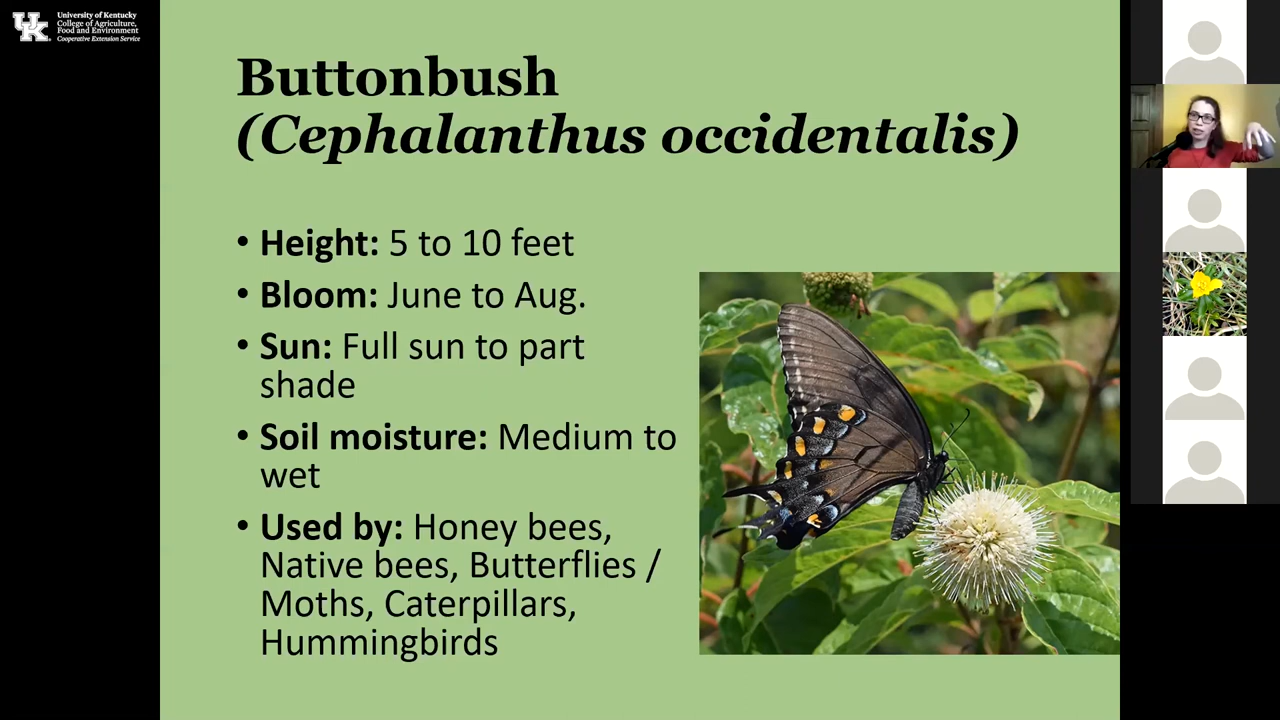 University of Kentucky
College of Agriculture,
Food and Environment
Cooperative Extension Service
Buttonbush
(Cephalanthus occidentalis)
• Height: 5 to 10 feet
• Bloom: June to Aug.
• Sun: Full sun to part
shade
• Soil moisture: Medium to
wet
• Used by: Honey bees,
Native bees, Butterflies /
Moths, Caterpillars,
Hummingbirds